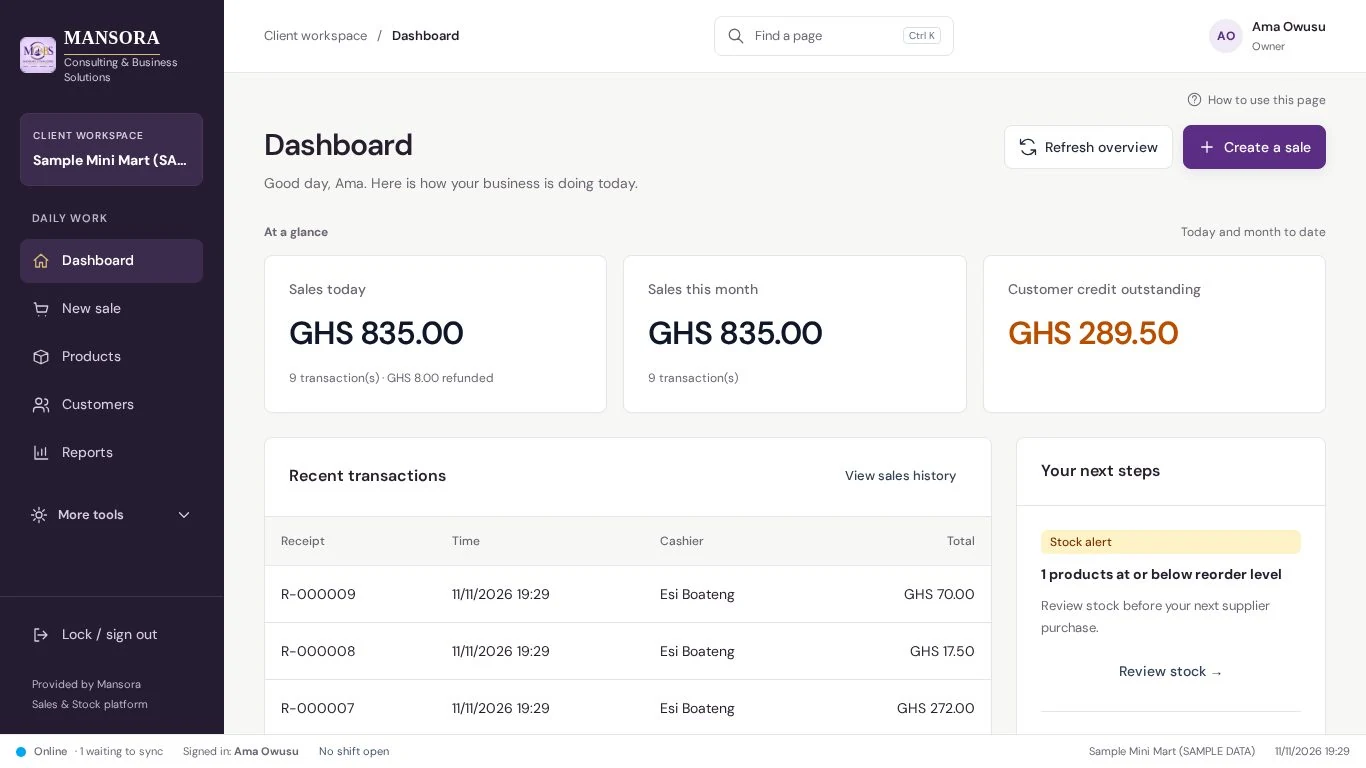 MANSORA
Consulting & Business
Solutions
CLIENT WORKSPACE
Sample Mini Mart (SA...
DAILY WORK
Dashboard
New sale
Products
Customers
Reports
More tools
Lock / sign out
Provided by Mansora
Sales & Stock platform
Client workspace / Dashboard
Find a page
Ctrl K
AO
Ama Owusu
Owner
How to use this page
Dashboard
Refresh overview
Create a sale
Good day, Ama. Here is how your business is doing today.
At a glance
Today and month to date
Sales today
GHS 835.00
9 transaction(s) · GHS 8.00 refunded
Sales this month
GHS 835.00
9 transaction(s)
Customer credit outstanding
GHS 289.50
Recent transactions
View sales history
Receipt Time Cashier Total
R-000009 11/11/2026 19:29 Esi Boateng GHS 70.00
R-000008 11/11/2026 19:29 Esi Boateng GHS 17.50
R-000007 11/11/2026 19:29 Esi Boateng GHS 272.00
Your next steps
Stock alert
1 products at or below reorder level
Review stock before your next supplier
purchase.
Review stock →
Online · 1 waiting to sync Signed in: Ama Owusu No shift open
Sample Mini Mart (SAMPLE DATA) 11/11/2026 19:29